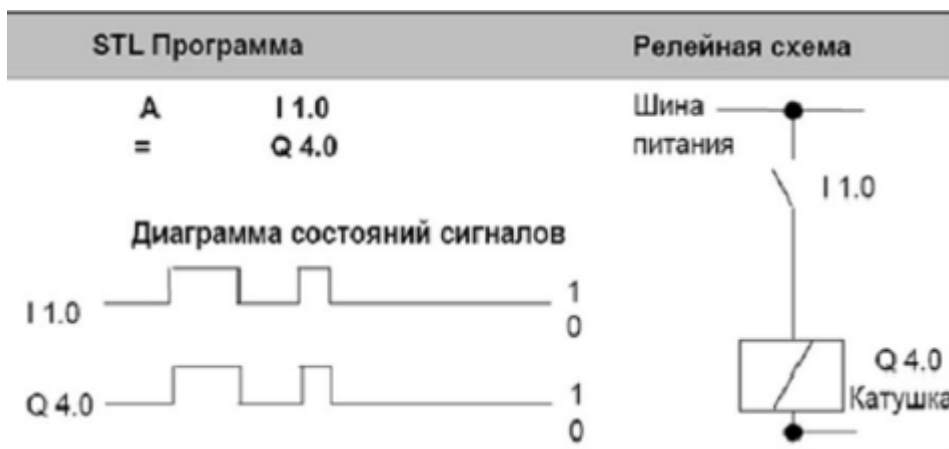 STL Программа
Релейная схема
A I 1.0
= Q 4.0
Шина
питания
I 1.0
Диаграмма состояний сигналов
I 1.0
1
0
Q 4.0
1
0
Q 4.0
Катушка